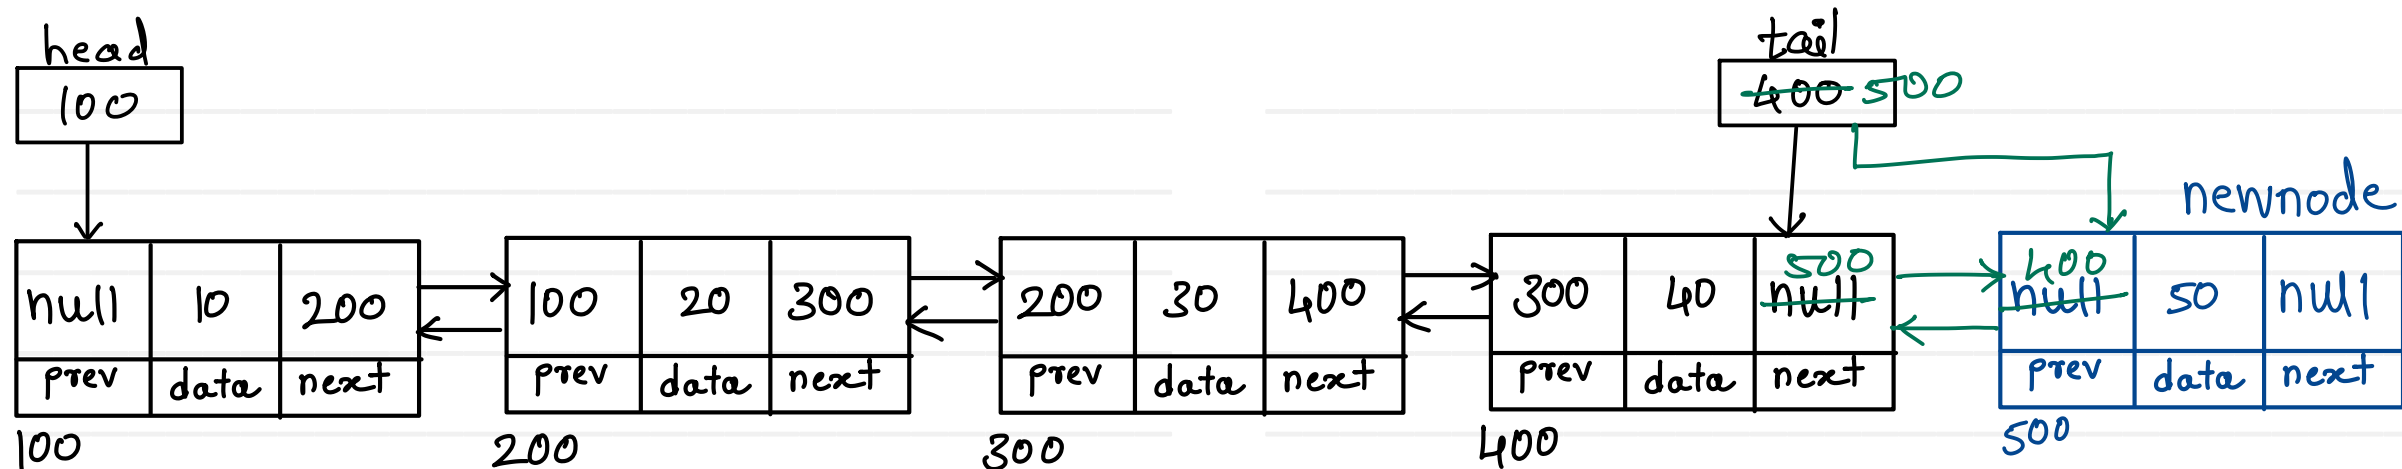 head
tail
100
400 500
newnode
500
400
null 10 200
100 20 300
200 30 400
300 40 null
null 50 null
prev data next
prev data next
prev data next
prev data next
prev data next
100
200
300
400
500